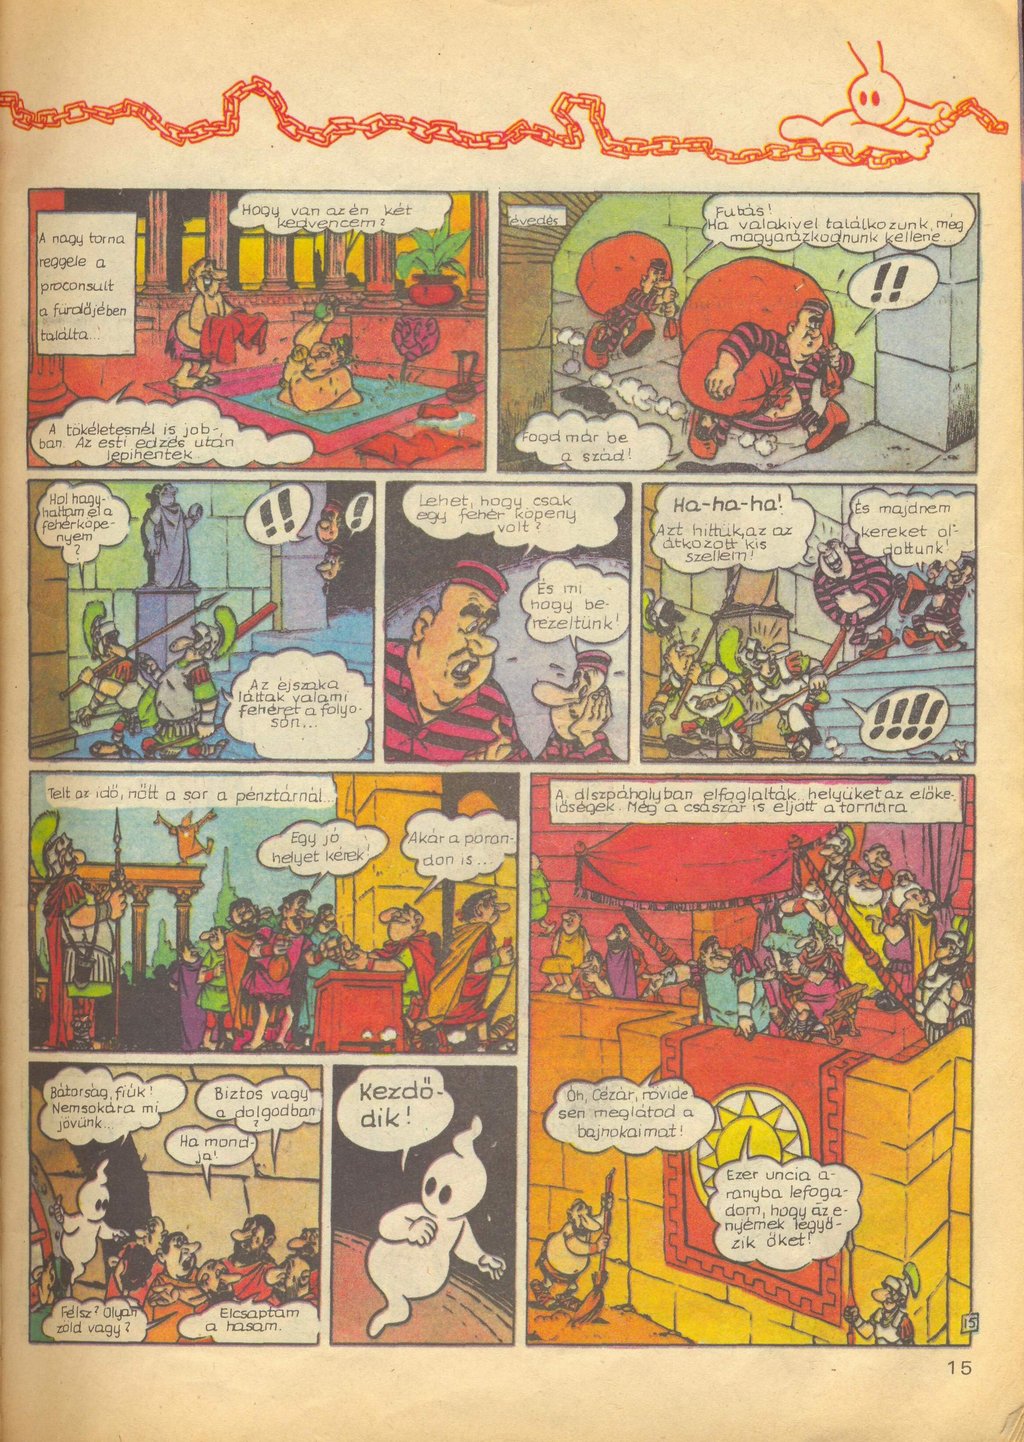 A nagy torna
reggele a
proconsult
a fürdőjében
találta...
Hogy van az én két
kedvencem?
A tökéletesnél is job-
ban. Az esti edzés után
lepihentek...
tévedés
Futás!
Ha valakivel találkozunk, meg
magyarázkodnunk kellene...
!!
Fogd már be
a szád!
Hol hagy-
hattam el a
fehér köpe-
nyem
?
!!
!
Az éjszaka
láttak valami
fehéret a folyo-
són...
Lehet, hogy csak
egy fehér köpeny
volt?
És mi
hogy be-
rezeltünk!
Ha-ha-ha!
Azt hittük, az az
átkozott kis
szellem!
És majdnem
kereket ol-
dottunk!
!!!!
Telt az idő, nőtt a sor a pénztárnál...
Egy jó
helyet kérek!
Akár a poron-
don is...
A díszpáholyban elfoglalták helyüket az előke-
lőségek. Még a császár is eljött a tornára
Óh, Cézár, rövide-
sen meglátod a
bajnokaimat!
Ezer uncia a-
ranyba lefoga-
dom, hogy az e-
nyémek legyő-
zik őket!
Bátorság, fiúk!
Nemsokára mi
jövünk...
Biztos vagy
a dolgodban
?
Ha mond-
ja!
Félsz? Olyan
zöld vagy?
Elcsaptam
a hasam.
Kezdő-
dik!
15
15